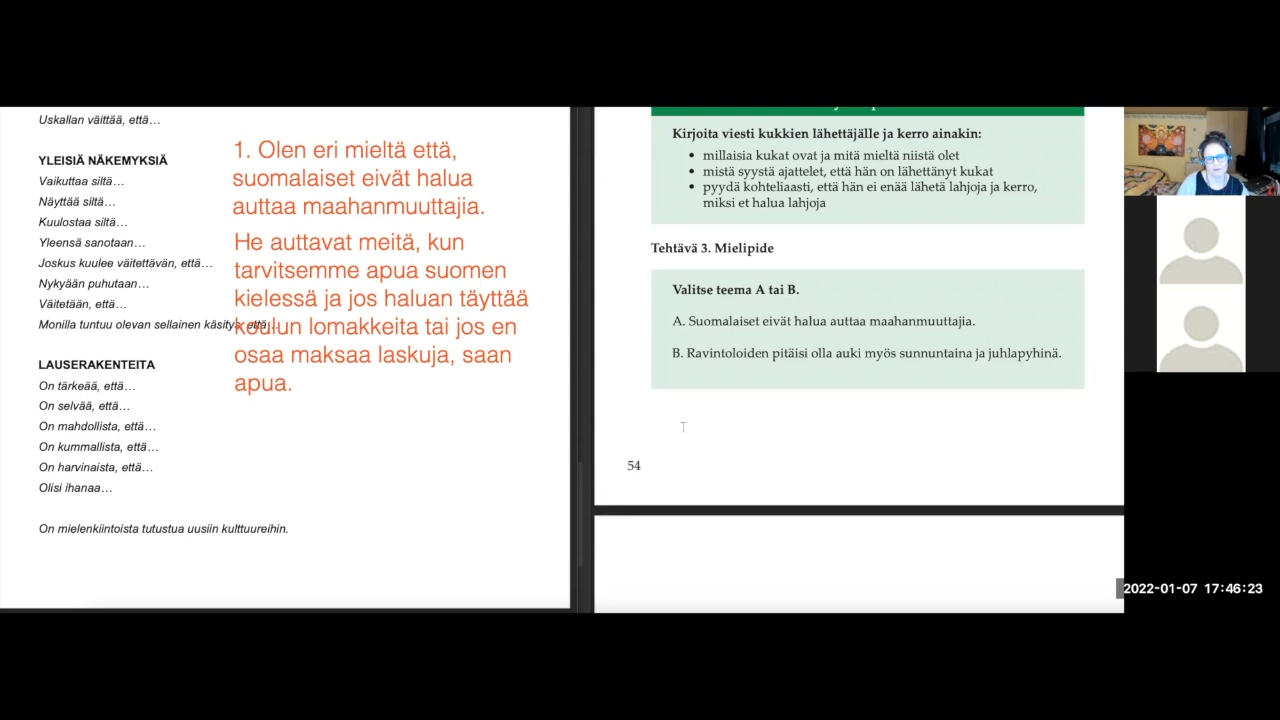 Uskallan väittää, että…
YLEISIÄ NÄKEMYKSIÄ
Vaikuttaa siltä…
Näyttää siltä…
Kuulostaa siltä…
Yleensä sanotaan…
Joskus kuulee väitettävän, että…
Nykyään puhutaan…
Väitetään, että…
Monilla tuntuu olevan sellainen käsitys, että…
LAUSERAKENTEITA
On tärkeää, että…
On selvää, että…
On mahdollista, että…
On kummallista, että…
On harvinaista, että…
Olisi ihanaa…
On mielenkiintoista tutustua uusiin kulttuureihin.
1. Olen eri mieltä että,
suomalaiset eivät halua
auttaa maahanmuuttajia.
He auttavat meitä, kun
tarvitsemme apua suomen
kielessä ja jos haluan täyttää
koulun lomakkeita tai jos en
osaa maksaa laskuja, saan
apua.
Kirjoita viesti kukkien lähettäjälle ja kerro ainakin:
• millaisia kukat ovat ja mitä mieltä niistä olet
• mistä syystä ajattelet, että hän on lähettänyt kukat
• pyydä kohteliaasti, että hän ei enää lähetä lahjoja ja kerro,
miksi et halua lahjoja
Tehtävä 3. Mielipide
Valitse teema A tai B.
A. Suomalaiset eivät halua auttaa maahanmuuttajia.
B. Ravintoloiden pitäisi olla auki myös sunnuntaina ja juhlapyhinä.
54
2022-01-07 17:46:23